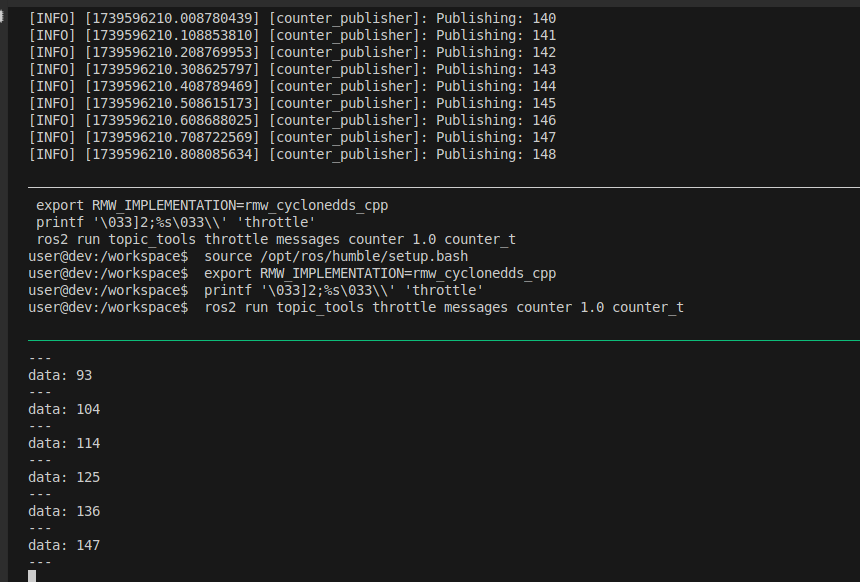 [INFO] [1739596210.008780439] [counter_publisher]: Publishing: 140
[INFO] [1739596210.108853810] [counter_publisher]: Publishing: 141
[INFO] [1739596210.208769953] [counter_publisher]: Publishing: 142
[INFO] [1739596210.308625797] [counter_publisher]: Publishing: 143
[INFO] [1739596210.408789469] [counter_publisher]: Publishing: 144
[INFO] [1739596210.508615173] [counter_publisher]: Publishing: 145
[INFO] [1739596210.608688025] [counter_publisher]: Publishing: 146
[INFO] [1739596210.708722569] [counter_publisher]: Publishing: 147
[INFO] [1739596210.808085634] [counter_publisher]: Publishing: 148
export RMW_IMPLEMENTATION=rmw_cyclonedds_cpp
printf '\033]2;%s\033\\' 'throttle'
ros2 run topic_tools throttle messages counter 1.0 counter_t
user@dev:/workspace$  source /opt/ros/humble/setup.bash
user@dev:/workspace$  export RMW_IMPLEMENTATION=rmw_cyclonedds_cpp
user@dev:/workspace$  printf '\033]2;%s\033\\' 'throttle'
user@dev:/workspace$  ros2 run topic_tools throttle messages counter 1.0 counter_t
---
data: 93
---
data: 104
---
data: 114
---
data: 125
---
data: 136
---
data: 147
---